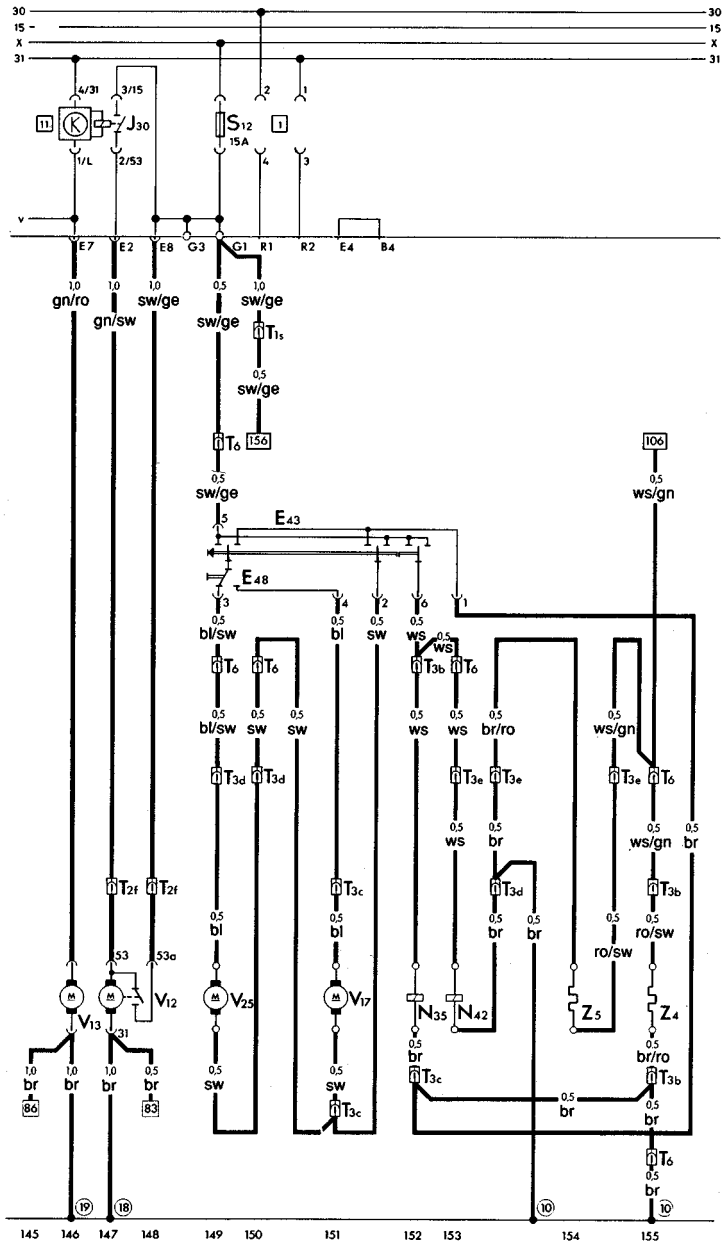 30 30
15 15
X X
31 31
4/31 3/15 2 1
11 K J30 S12 1
15A
1/L 2/53 4 3
v
E7 E2 E8 G3 G1 R1 R2 E4 B4
1,0 1,0 1,0 0,5 1,0
gn/ro gn/sw sw/ge sw/ge sw/ge
T1s
0,5
sw/ge
T6 156 106
0,5 0,5
sw/ge ws/gn
5 E43
E48
3 4 2 6 1
0,5 0,5 0,5 0,5 0,5
bl/sw bl sw ws ws
T6 T6 T3b T6
0,5 0,5 0,5 0,5 0,5 0,5 0,5
bl/sw sw sw ws ws br/ro ws/gn
T3d T3d T3e T3e T3e T6
0,5 0,5 0,5 0,5
ws br ws/gn br
T2f T2f T3c T3d T3b
0,5 0,5 0,5 0,5 0,5 0,5
bl bl br br ro/sw ro/sw
53 53a
M M M M
V13 V12 V25 V17 N35 N42 Z5 Z4
31
1,0 1,0 1,0 0,5 0,5 0,5 0,5 0,5
br br br br sw sw br br/ro
T3c T3b
86 83 T3c 0,5 0,5
br br
T6
0,5
br
19 18 10 10
145 146 147 148 149 150 151 152 153 154 155